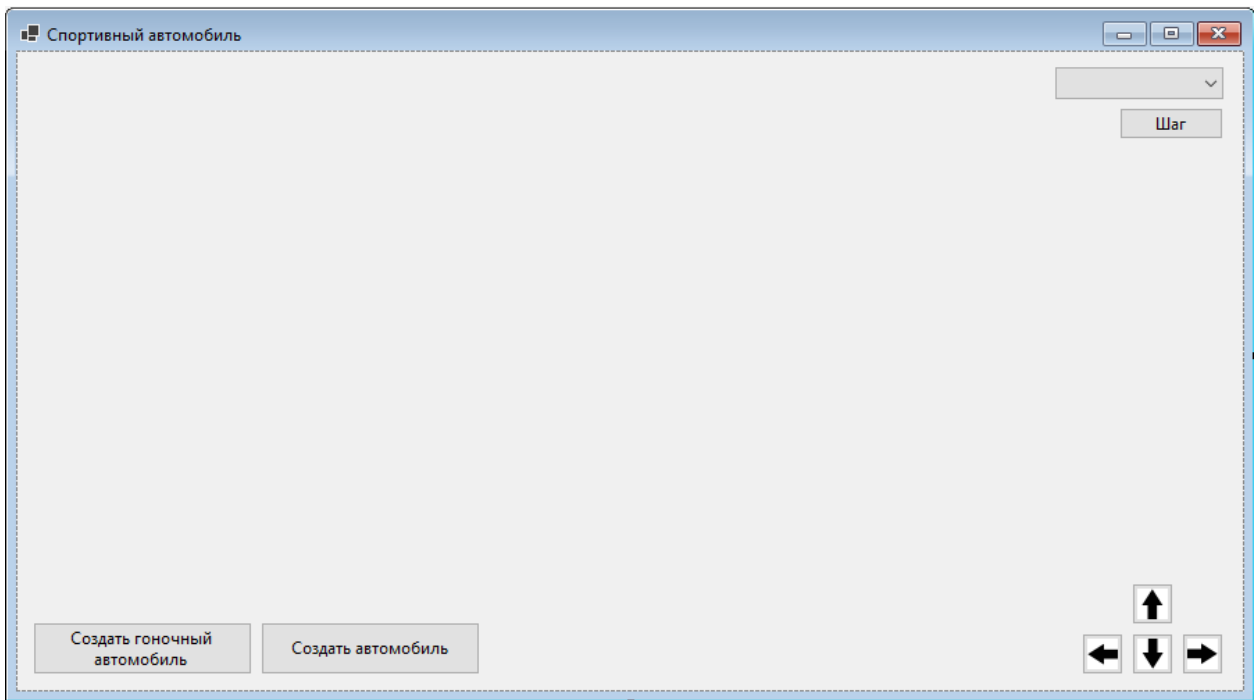 Спортивный автомобиль
Шаг
Создать гоночный
автомобиль
Создать автомобиль